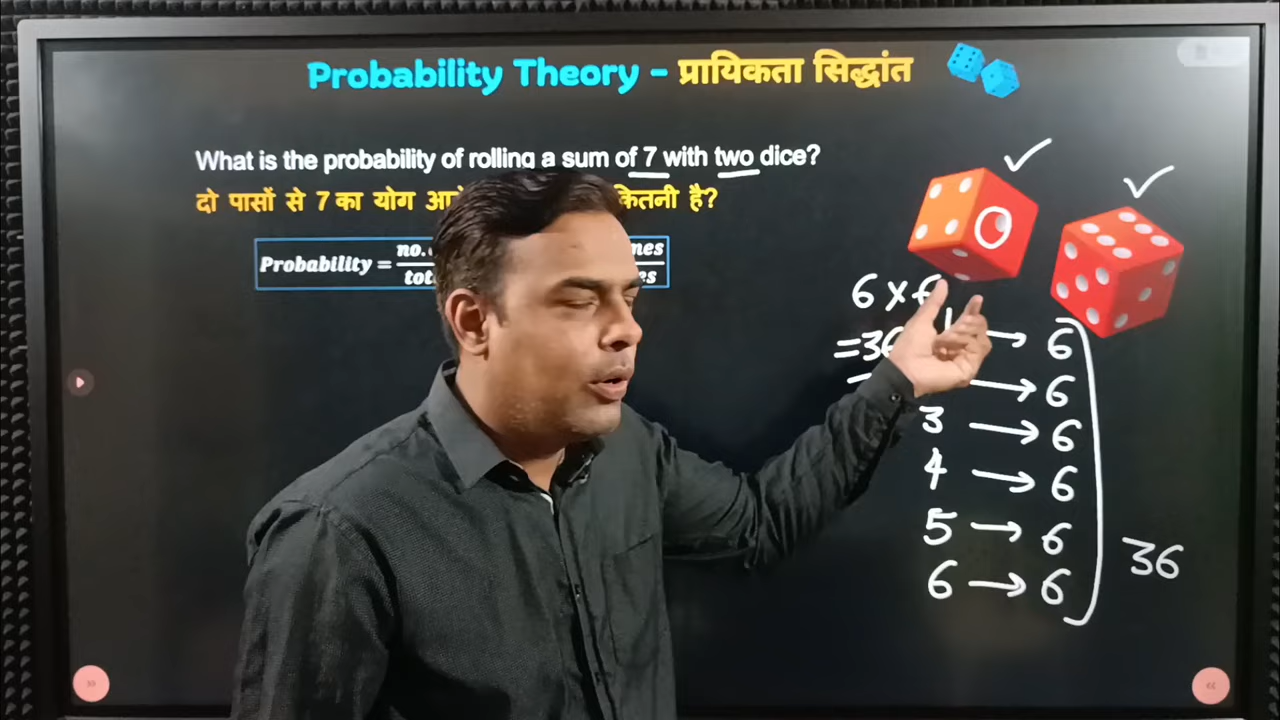 Probability Theory - प्रायिकता सिद्धांत
What is the probability of rolling a sum of 7 with two dice?
दो पासों से 7 का योग कितनी है?
Probability =
6 x 6
= 36
→ 6
→ 6
3 → 6
4 → 6
5 → 6
6 → 6
36